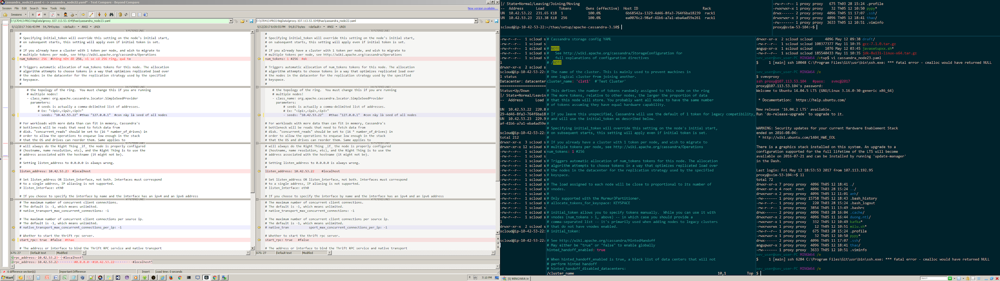 cassandra_node23.yaml <--> cassandra_node22.yaml* - Text Compare - Beyond Compare
Session File Edit Search View Tools Help
New version available...
Sessions
E:\170413-PROJ-bigData\proxy.107.113.53.104\thao\cassandra_node23.yaml
5/12/2017 7:06:43 PM 54,794 bytes <default> ANSI UNIX
18 FILTERED LINES
#
# Specifying initial_token will override this setting on the node's initial start,
# on subsequent starts, this setting will apply even if initial token is set.
#
# If you already have a cluster with 1 token per node, and wish to migrate to
# multiple tokens per node, see http://wiki.apache.org/cassandra/Operations
num_tokens: 256 #không nên đê 256, vì se có 256 ring, quá to
# Triggers automatic allocation of num_tokens tokens for this node. The allocation
# algorithm attempts to choose tokens in a way that optimizes replicated load over
# the nodes in the datacenter for the replication strategy used by the specified
# keyspace.
#
386 FILTERED LINES
# the topology of the ring. You must change this if you are running
# multiple nodes!
- class_name: org.apache.cassandra.locator.SimpleSeedProvider
parameters:
# seeds is actually a comma-delimited list of addresses.
# Ex: "<ip1>,<ip2>,<ip3>"
- seeds: "10.42.53.22" #thao "127.0.0.1" #con này là seed of all nodes
# For workloads with more data than can fit in memory, Cassandra's
# bottleneck will be reads that need to fetch data from
# disk. "concurrent_reads" should be set to (16 * number_of_drives) in
# order to allow the operations to enqueue low enough in the stack
# that the OS and drives can reorder them. Same applies to
161 FILTERED LINES
# will always do the Right Thing _if_ the node is properly configured
# (hostname, name resolution, etc), and the Right Thing is to use the
# address associated with the hostname (it might not be).
#
# Setting listen_address to 0.0.0.0 is always wrong.
#
listen_address: 10.42.53.23 #localhost
# Set listen_address OR listen_interface, not both. Interfaces must correspond
# to a single address, IP aliasing is not supported.
# listen_interface: eth0
# If you choose to specify the interface by name and the interface has an ipv4 and an ipv6 address
47 FILTERED LINES
# The maximum number of concurrent client connections.
# The default is -1, which means unlimited.
# native_transport_max_concurrent_connections: -1
# The maximum number of concurrent client connections per source ip.
# The default is -1, which means unlimited.
# native_transport_max_concurrent_connections_per_ip: -1
# Whether to start the thrift rpc server.
start_rpc: true #false #thao
# The address or interface to bind the Thrift RPC service and native transport
675: 27 Default text Modified
E:\170413-PROJ-bigData\proxy.107.113.53.104\thao\cassandra_node22.yaml
5/12/2017 6:09:55 PM 54,817 bytes <default> ANSI UNIX
18 FILTERED LINES
#
# Specifying initial_token will override this setting on the node's initial start,
# on subsequent starts, this setting will apply even if initial token is set.
#
# If you already have a cluster with 1 token per node, and wish to migrate to
# multiple tokens per node, see http://wiki.apache.org/cassandra/Operations
num_tokens: 1 #256 #ok
# Triggers automatic allocation of num_tokens tokens for this node. The allocation
# algorithm attempts to choose tokens in a way that optimizes replicated load over
# the nodes in the datacenter for the replication strategy used by the specified
# keyspace.
#
386 FILTERED LINES
# the topology of the ring. You must change this if you are running
# multiple nodes!
- class_name: org.apache.cassandra.locator.SimpleSeedProvider
parameters:
# seeds is actually a comma-delimited list of addresses.
# Ex: "<ip1>,<ip2>,<ip3>"
- seeds: "10.42.53.22" #thao "127.0.0.1" #con này là seed of all nodes
# For workloads with more data than can fit in memory, Cassandra's
# bottleneck will be reads that need to fetch data from
# disk. "concurrent_reads" should be set to (16 * number_of_drives) in
# order to allow the operations to enqueue low enough in the stack
# that the OS and drives can reorder them. Same applies to
161 FILTERED LINES
# will always do the Right Thing _if_ the node is properly configured
# (hostname, name resolution, etc), and the Right Thing is to use the
# address associated with the hostname (it might not be).
#
# Setting listen_address to 0.0.0.0 is always wrong.
#
listen_address: 10.42.53.22 #localhost
# Set listen_address OR listen_interface, not both. Interfaces must correspond
# to a single address, IP aliasing is not supported.
# listen_interface: eth0
# If you choose to specify the interface by name and the interface has an ipv4 and an ipv6 address
47 FILTERED LINES
# The maximum number of concurrent client connections.
# The default is -1, which means unlimited.
# native_transport_max_concurrent_connections: -1
# The maximum number of concurrent client connections per source ip.
# The default is -1, which means unlimited.
# native_tran sport_max_concurrent_connections_per_ip: -1
# Whether to start the thrift rpc server.
start_rpc: true #false
# The address or interface to bind the Thrift RPC service and native transport
675: 27 Default text Modified
rpc_address: 10.42.53.23 #localhost
rpc_address: 10.42.53.22 #0.0.0.0 #10.42.53.22 #localhost
6 difference section(s) Important Difference Insert Load time: 0 seconds
Start
7:10 PM
|/ State=Normal/Leaving/Joining/Moving
-- Address Load Tokens Owns (effective) Host ID Rack
UN 10.42.53.22 231.65 KiB 1 100.0% 6b68542a-1329-4d46-8fa3-764f6ba18239 rack1
UN 10.42.53.23 213.38 KiB 256 100.0% ea0076c2-98af-41b6-a7a1-eba4ad59e261 rack1
scloud@ip-10-42-53-22:~/thao/setup/apache-cassandra-3.10$
-rw-r--r-- 1 proxy proxy 675 Th03 28 15:24 .profile
-rwxrwxr-x 1 proxy proxy 32 Th05 12 10:50 pypy*
drwx------ 2 proxy proxy 4096 Th05 11 17:07 .ssh/
drwxrwxr-x 3 proxy proxy 4096 Th05 12 18:41 thao/
-rw------- 1 proxy proxy 3633 Th05 12 10:51 .viminfo
proxy@svim-53-104:~$
-rw-r--r-- 1 scloud s
-rw-r--r-- 1 scloud s
-rw-r--r-- 1 scloud s
-rw-r--r-- 1 scloud s
-rw-r--r-- 1 scloud s
l
drwxr-xr-x 2 scloud s
scloud@ip-10-42-53-22:
l status
Datacenter: datacenter
=====================
Status=Up/Down
|/ State=Normal/Leavin
-- Address Load
UN 10.42.53.22 220.8
29-4d46-8fa3-764f6ba18
UN 10.42.53.23 229.9
af-41b6-a7a1-eba4ad59e
scloud@ip-10-42-53-22:
total 212
drwxr-xr-x 3 scloud s
drwxr-xr-x 12 scloud s
-rw-r--r-- 1 scloud s
-rw-r--r-- 1 scloud s
-rw-r--r-- 1 scloud s
-rw-r--r-- 1 scloud s
l
drwxr-xr-x 2 scloud s
scloud@ip-10-42-53-22:
scloud@ip-10-42-53-22:
# Cassandra storage config YAML
# NOTE:
# See http://wiki.apache.org/cassandra/StorageConfiguration for
# full explanations of configuration directives
# /NOTE
# The name of the cluster. This is mainly used to prevent machines in
# one logical cluster from joining another.
cluster_name: 'clst1' #'Test Cluster'
# This defines the number of tokens randomly assigned to this node on the ring
# The more tokens, relative to other nodes, the larger the proportion of data
# that this node will store. You probably want all nodes to have the same number
# of tokens assuming they have equal hardware capability.
#
# If you leave this unspecified, Cassandra will use the default of 1 token for legacy compatibility,
# and will use the initial_token as described below.
#
# Specifying initial_token will override this setting on the node's initial start,
# on subsequent starts, this setting will apply even if initial token is set.
#
# If you already have a cluster with 1 token per node, and wish to migrate to
# multiple tokens per node, see http://wiki.apache.org/cassandra/Operations
num_tokens: 1 #256
# Triggers automatic allocation of num_tokens tokens for this node. The allocation
# algorithm attempts to choose tokens in a way that optimizes replicated load over
# the nodes in the datacenter for the replication strategy used by the specified
# keyspace.
#
# The load assigned to each node will be close to proportional to its number of
# vnodes.
#
# Only supported with the Murmur3Partitioner.
# allocate_tokens_for_keyspace: KEYSPACE
# initial_token allows you to specify tokens manually. While you can use it with
# vnodes (num_tokens > 1, above) -- in which case you should provide a
# comma-separated list -- it's primarily used when adding nodes to legacy clusters
# that do not have vnodes enabled.
# initial_token:
# See http://wiki.apache.org/cassandra/HintedHandoff
# May either be "true" or "false" to enable globally
hinted_handoff_enabled: true
# When hinted_handoff_enabled is true, a black list of data centers that will not
# perform hinted handoff
# hinted_handoff_disabled_datacenters:
/cluster_name 10,1 Top
drwxr-xr-x 2 scloud scloud 4096 May 12 09:38 draft/
-rw-r--r-- 1 scloud scloud 108377377 May 11 10:35 gcc-7.1.0.tar.gz
angup-xr-x 1 scloud scloud 1076 May 12 03:45 javasetupxx.sh*
-rw-r--r-- 1 scloud scloud 185540433 May 11 10:35 jdk-8u131-linux-x64.tar.gz
sev_user@sev_user-PC MINGW64 /etup$ vi cassandra_node23.yaml
$ 1 [main] ssh 10048 C:\Program Files\Git\usr\bin\ssh.exe: *** fatal error - cmalloc would have returned NULL
sev_user@sev_user-PC MINGW64 /e
$ svmvproxy
ssh proxy@107.113.53.104 #pass: svmc@2017
proxy@107.113.53.104's password:
Welcome to Ubuntu 14.04.5 LTS (GNU/Linux 3.16.0-30-generic x86_64)
* Documentation: https://help.ubuntu.com/
New release '16.04.2 LTS' available.
Run 'do-release-upgrade' to upgrade to it.
WARNING: Security updates for your current Hardware Enablement Stack
ended on 2016-08-04:
* http://wiki.ubuntu.com/1404_HWE_EOL
There is a graphics stack installed on this system. An upgrade to a
configuration supported for the full lifetime of the LTS will become
available on 2016-07-21 and can be installed by running 'update-manager'
in the Dash.
Last login: Fri May 12 18:53:53 2017 from 107.113.192.95
proxy@svim-53-104:~$ ll
total 72
drwxr-xr-x 7 proxy proxy 4096 Th05 12 18:41 ./
drwxr-xr-x 4 root root 4096 Th03 28 15:24 ../
drwxrwxr-x 2 proxy proxy 4096 Th05 12 11:01 anh/
-rw------- 1 proxy proxy 15758 Th05 12 18:43 .bash_history
-rw-r--r-- 1 proxy proxy 220 Th03 28 15:24 .bash_logout
-rw-r--r-- 1 proxy proxy 3854 Th05 11 13:49 .bashrc
drwx------ 2 proxy proxy 4096 Th03 28 16:04 .cache/
drwxrwxr-x 2 proxy proxy 4096 Th05 11 16:44 duong.ntl/
-rwxrwxr-x 1 proxy proxy 332 Th05 12 10:49 kafka*
-rwxrwxrwx 1 proxy proxy 12 Th05 12 10:51 milu.sh*
-rw-r--r-- 1 proxy proxy 675 Th03 28 15:24 .profile
-rwxrwxr-x 1 proxy proxy 32 Th05 12 10:50 pypy*
drwx------ 2 proxy proxy 4096 Th05 11 17:07 .ssh/
angupwxr-x 3 proxy proxy 4096 Th05 12 18:41 thao/
-rw------- 1 proxy proxy 3633 Th05 12 10:51 .viminfo
sev_user@sev_user-PC MINGW64 /e
$ 1 [main] ssh 6284 C:\Program Files\Git\usr\bin\ssh.exe: *** fatal error - cmalloc would have returned NULL
sev_user@sev_user-PC MINGW64 /e
$
[5] MINGW64:/e
Search